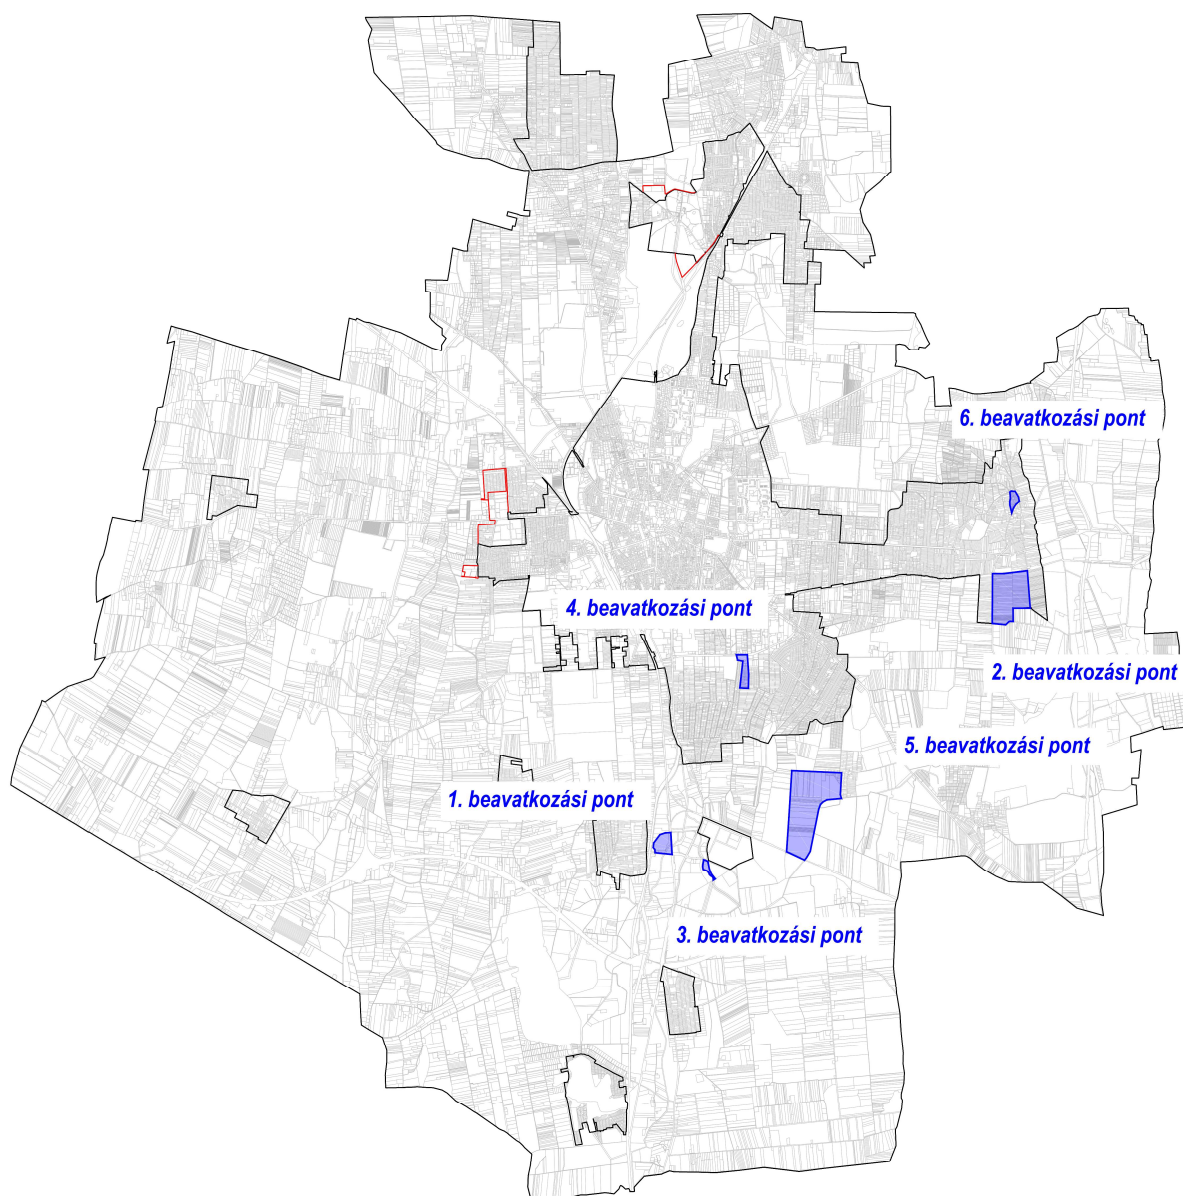 6. beavatkozási pont
4. beavatkozási pont
2. beavatkozási pont
5. beavatkozási pont
1. beavatkozási pont
3. beavatkozási pont